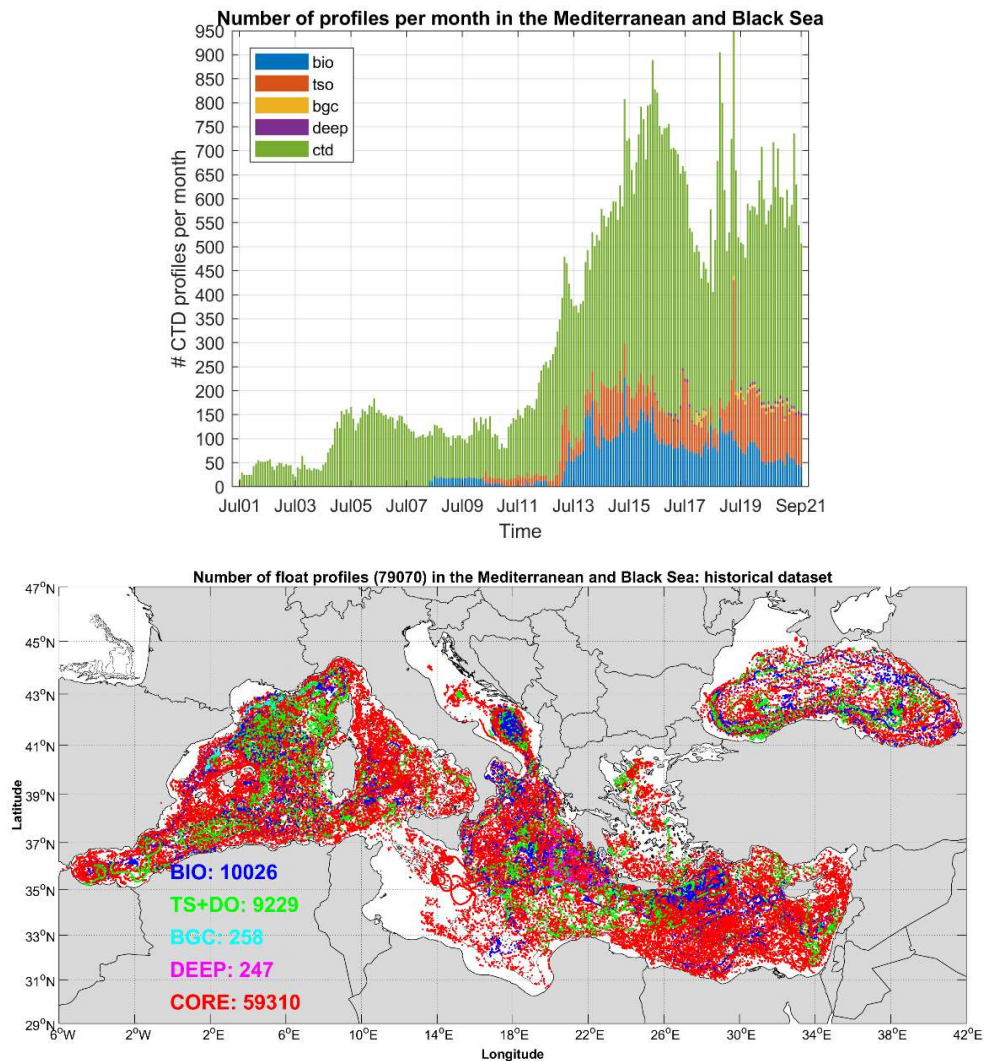 Number of profiles per month in the Mediterranean and Black Sea
950
900
850
800
750
700
650
600
550
500
450
400
350
300
250
200
150
100
50
0
# CTD profiles per month
bio
tso
bgc
deep
ctd
Jul01 Jul03 Jul05 Jul07 Jul09 Jul11 Jul13 Jul15 Jul17 Jul19 Sep21
Time
Number of float profiles (79070) in the Mediterranean and Black Sea: historical dataset
47°N
45°N
43°N
41°N
39°N
37°N
35°N
33°N
31°N
29°N
Latitude
BIO: 10026
TS+DO: 9229
BGC: 258
DEEP: 247
CORE: 59310
6°W 2°W 2°E 6°E 10°E 14°E 18°E 22°E 26°E 30°E 34°E 38°E 42°E
Longitude